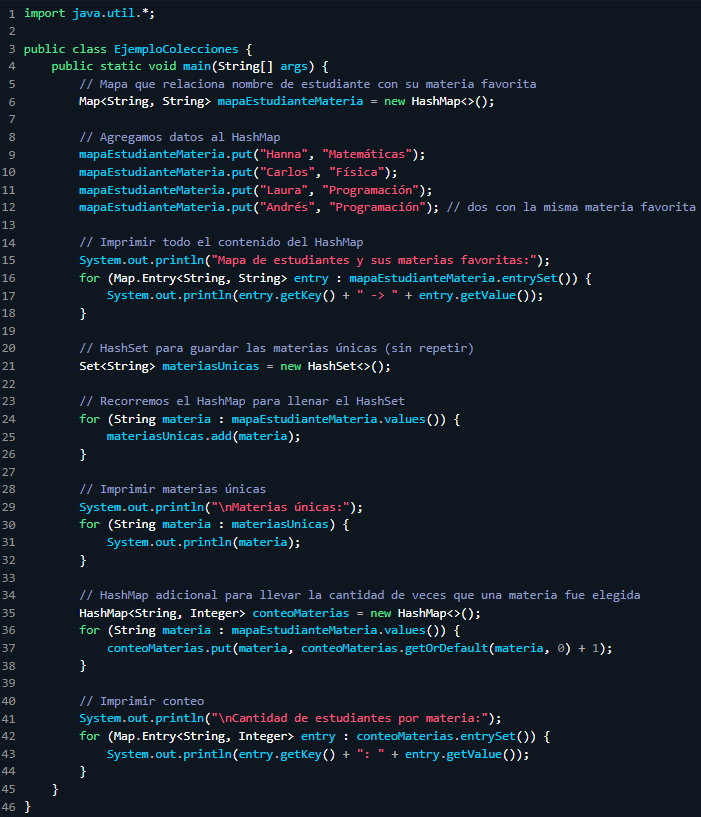 1 import java.util.*;
2
3 public class EjemploColecciones {
4     public static void main(String[] args) {
5         // Mapa que relaciona nombre de estudiante con su materia favorita
6         Map<String, String> mapaEstudianteMateria = new HashMap<>();
7
8         // Agregamos datos al HashMap
9         mapaEstudianteMateria.put("Hanna", "Matemáticas");
10         mapaEstudianteMateria.put("Carlos", "Física");
11         mapaEstudianteMateria.put("Laura", "Programación");
12         mapaEstudianteMateria.put("Andrés", "Programación"); // dos con la misma materia favorita
13
14         // Imprimir todo el contenido del HashMap
15         System.out.println("Mapa de estudiantes y sus materias favoritas:");
16         for (Map.Entry<String, String> entry : mapaEstudianteMateria.entrySet()) {
17             System.out.println(entry.getKey() + " -> " + entry.getValue());
18         }
19
20         // HashSet para guardar las materias únicas (sin repetir)
21         Set<String> materiasUnicas = new HashSet<>();
22
23         // Recorremos el HashMap para llenar el HashSet
24         for (String materia : mapaEstudianteMateria.values()) {
25             materiasUnicas.add(materia);
26         }
27
28         // Imprimir materias únicas
29         System.out.println("\nMaterias únicas:");
30         for (String materia : materiasUnicas) {
31             System.out.println(materia);
32         }
33
34         // HashMap adicional para llevar la cantidad de veces que una materia fue elegida
35         HashMap<String, Integer> conteoMaterias = new HashMap<>();
36         for (String materia : mapaEstudianteMateria.values()) {
37             conteoMaterias.put(materia, conteoMaterias.getOrDefault(materia, 0) + 1);
38         }
39
40         // Imprimir conteo
41         System.out.println("\nCantidad de estudiantes por materia:");
42         for (Map.Entry<String, Integer> entry : conteoMaterias.entrySet()) {
43             System.out.println(entry.getKey() + ": " + entry.getValue());
44         }
45     }
46 }